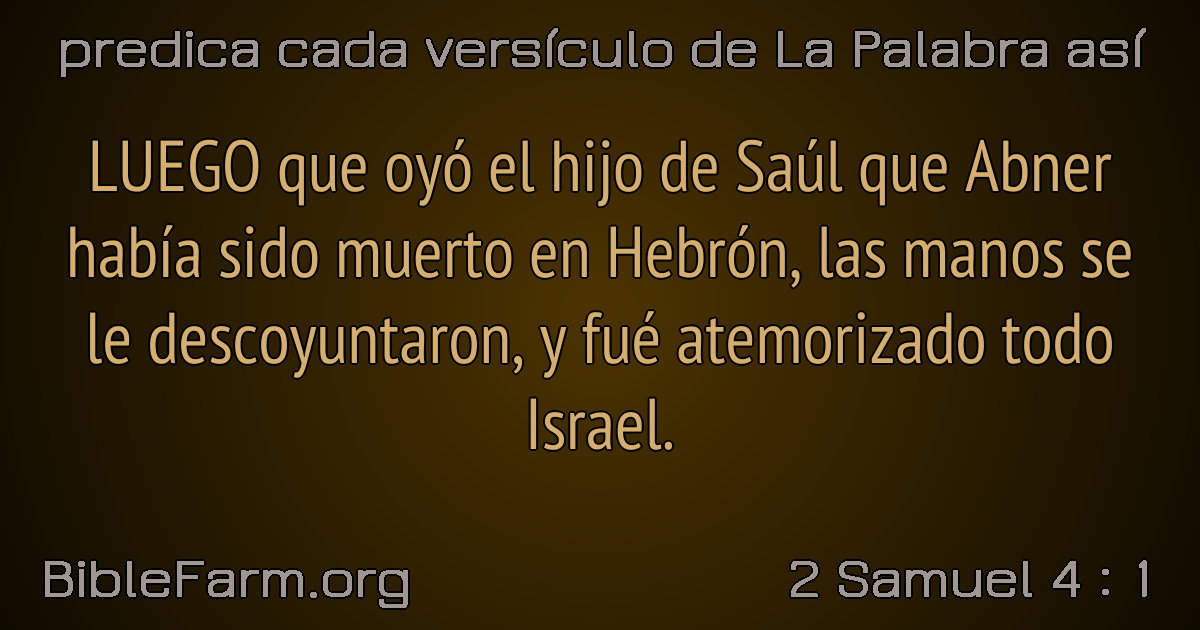 predica cada versículo de La Palabra así
LUEGO que oyó el hijo de Saúl que Abner
había sido muerto en Hebrón, las manos se
le descoyuntaron, y fué atemorizado todo
Israel.
BibleFarm.org
2 Samuel 4 : 1